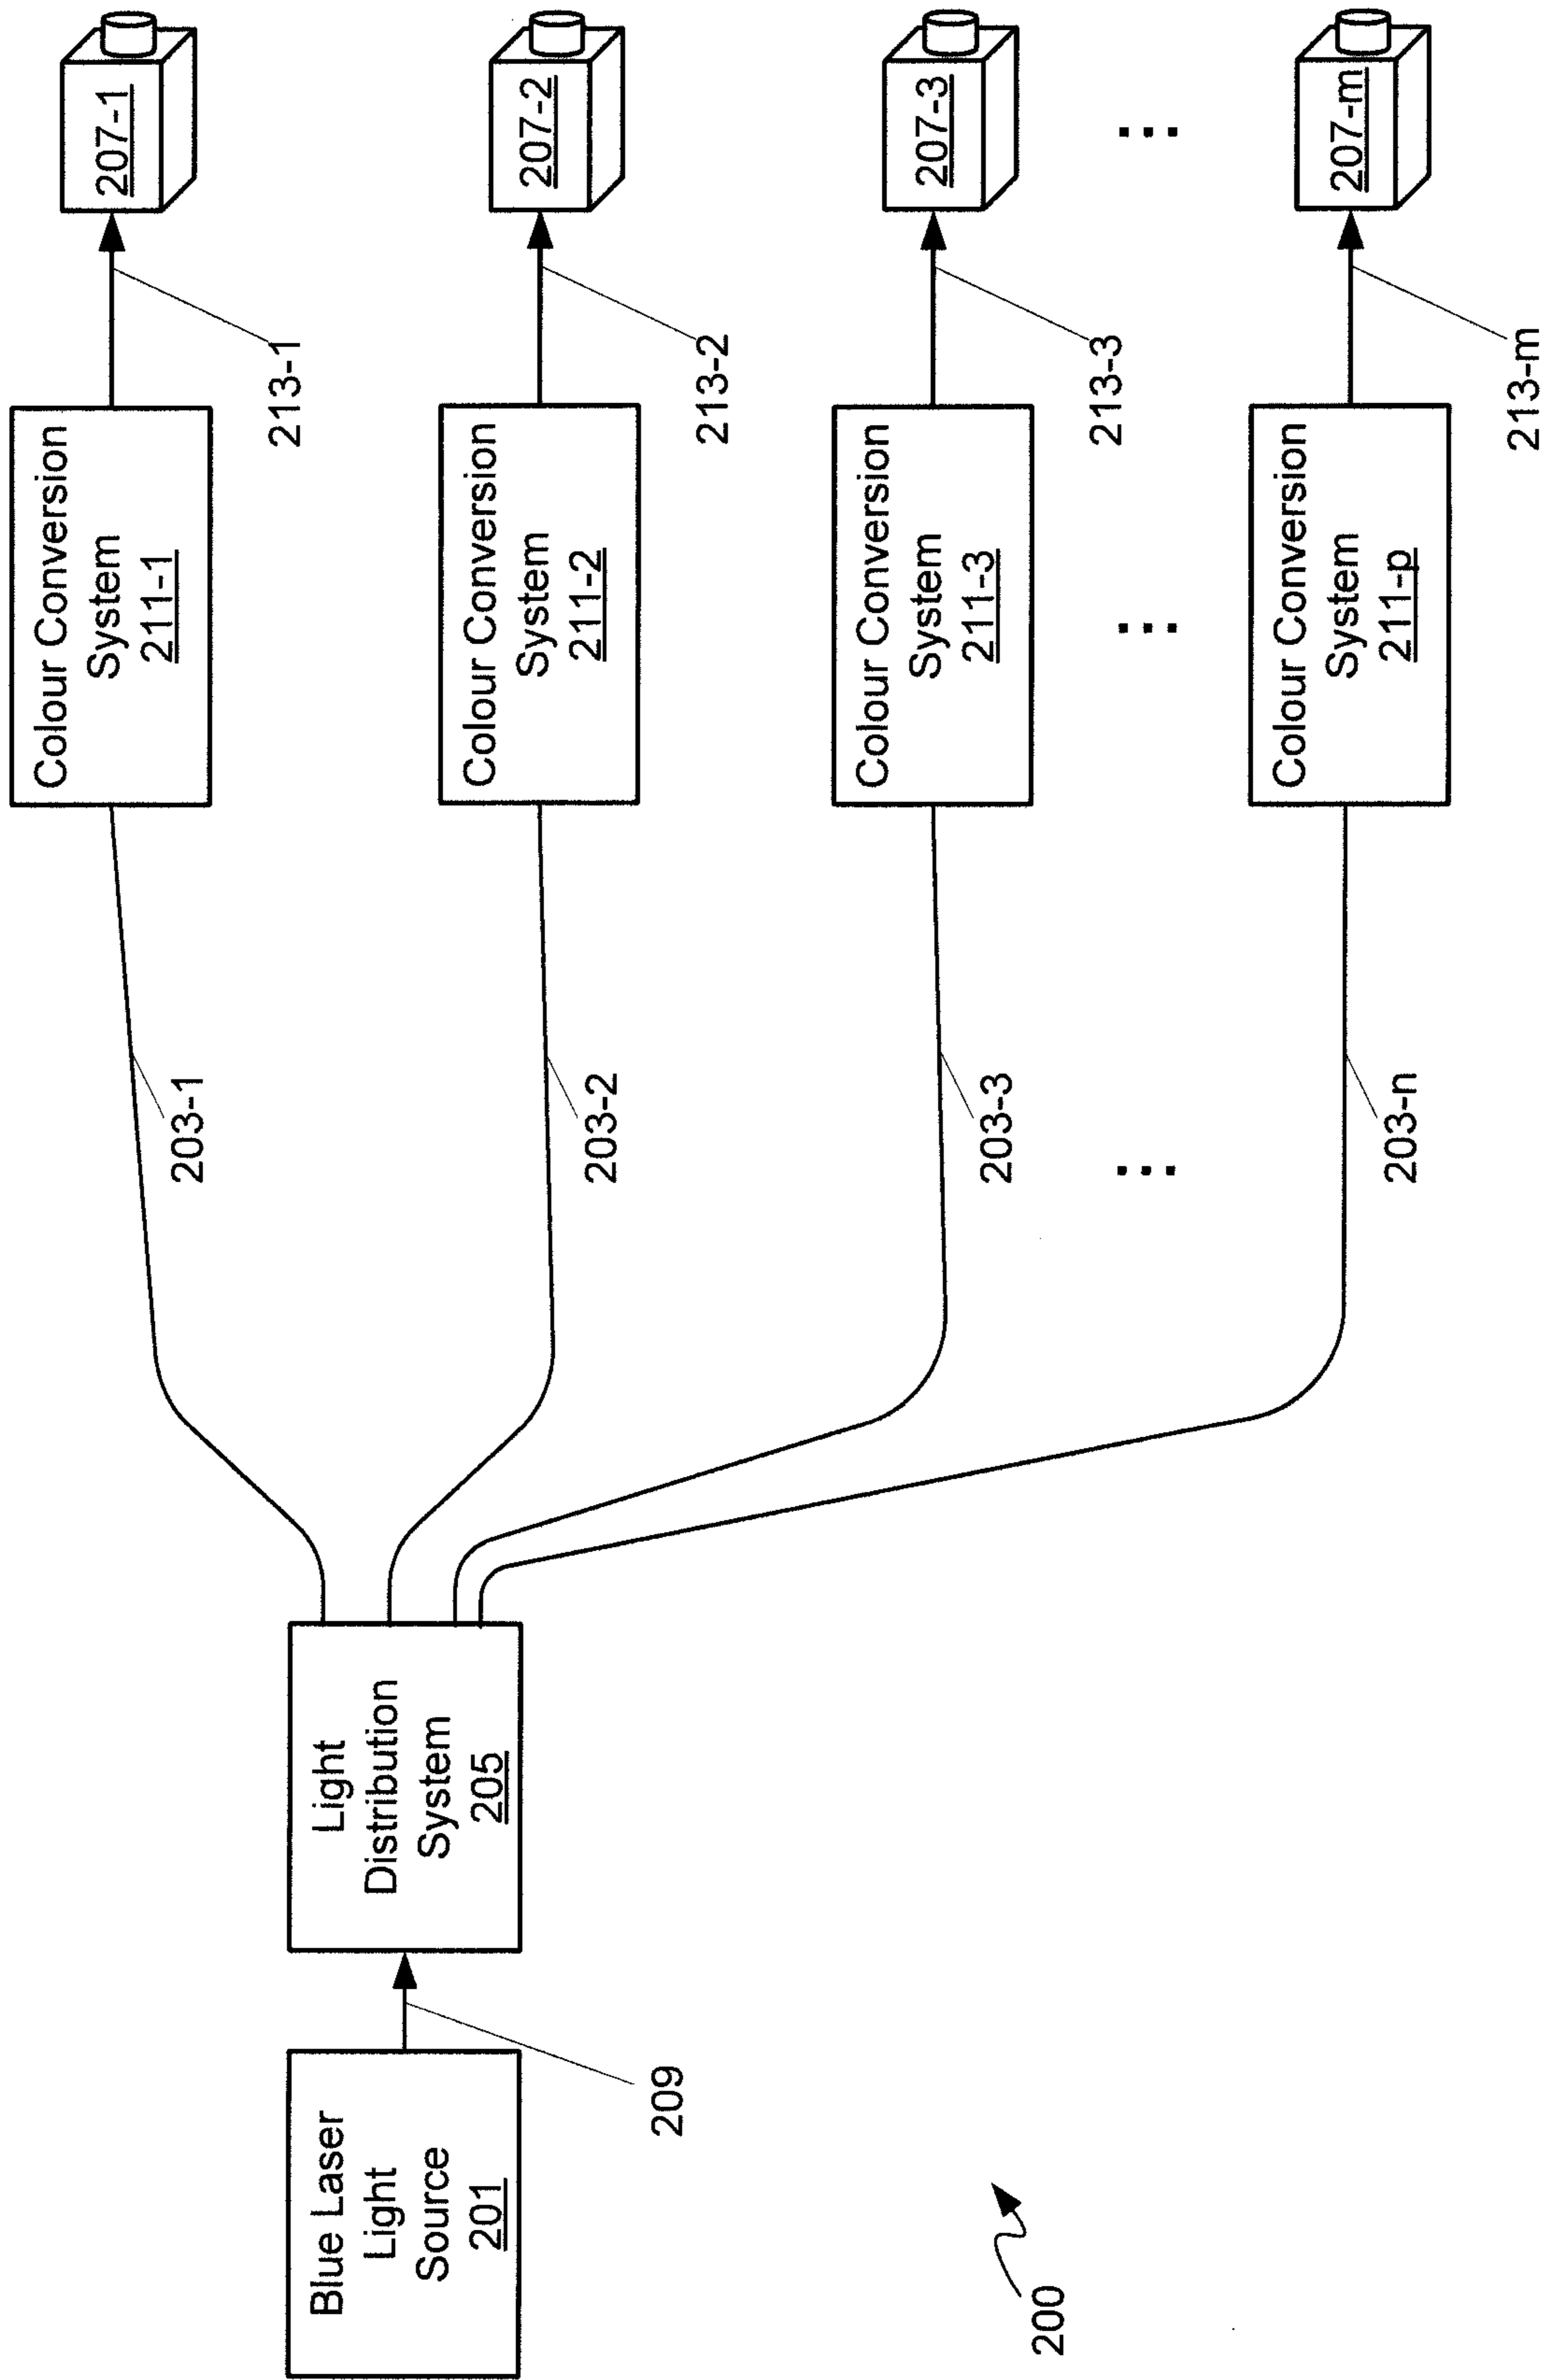 Blue Laser
Light
Source
201
209
Light
Distribution
System
205
203-1
203-2
203-3
...
203-n
Colour Conversion
System
211-1
Colour Conversion
System
211-2
Colour Conversion
System
211-3
...
Colour Conversion
System
211-p
213-1
213-2
213-3
213-m
207-1
207-2
207-3
...
207-m
200